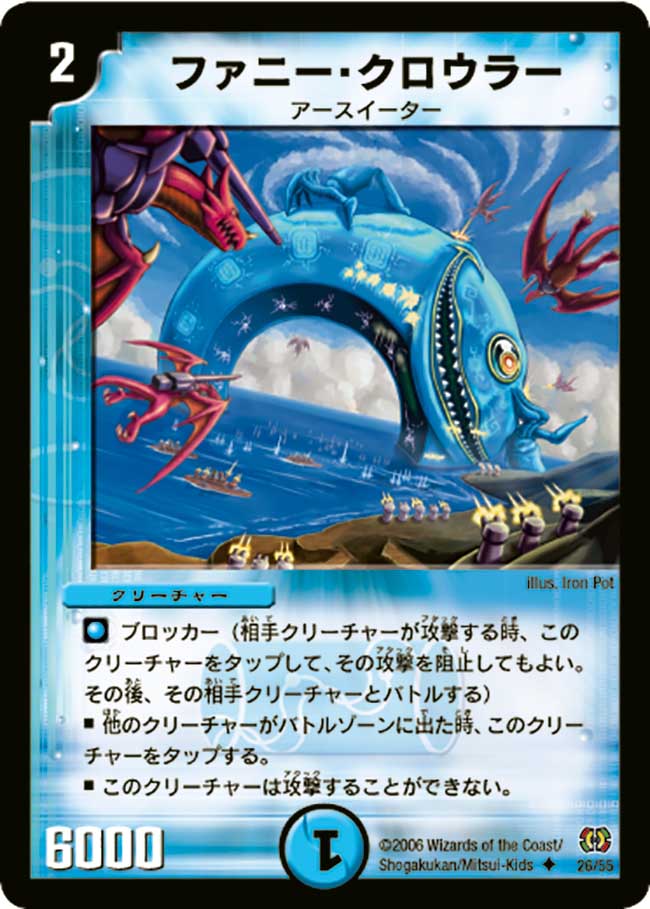 2
ファニー・クロウラー
アースイーター
illus. Iron Pot
クリーチャー
ブロッカー（相手クリーチャーが攻撃する時、この
クリーチャーをタップして、その攻撃を阻止してもよい。
その後、その相手クリーチャーとバトルする）
■ 他のクリーチャーがバトルゾーンに出た時、このクリー
チャーをタップする。
■ このクリーチャーは攻撃することができない。
6000
1
©2006 Wizards of the Coast/
Shogakukan/Mitsui-Kids
26/55